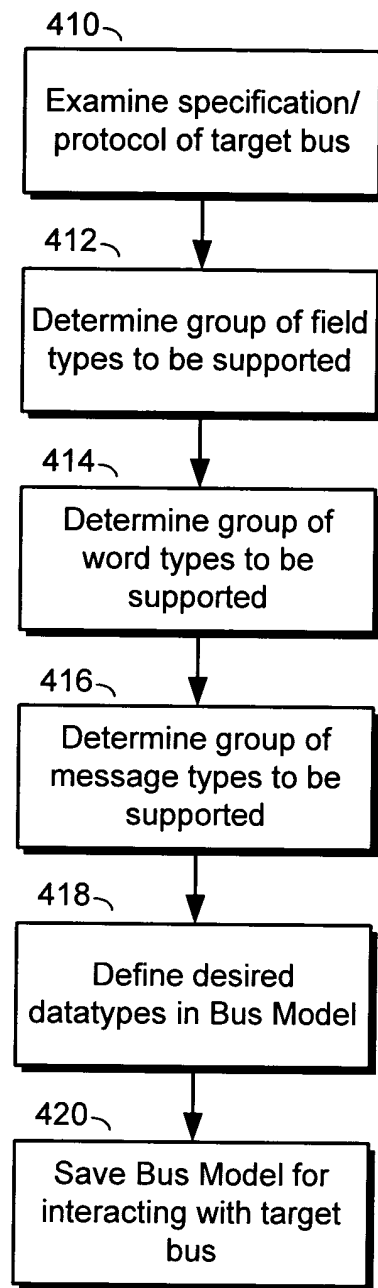 410
Examine specification/
protocol of target bus
412
Determine group of field
types to be supported
414
Determine group of
word types to be
supported
416
Determine group of
message types to be
supported
418
Define desired
datatypes in Bus Model
420
Save Bus Model for
interacting with target
bus